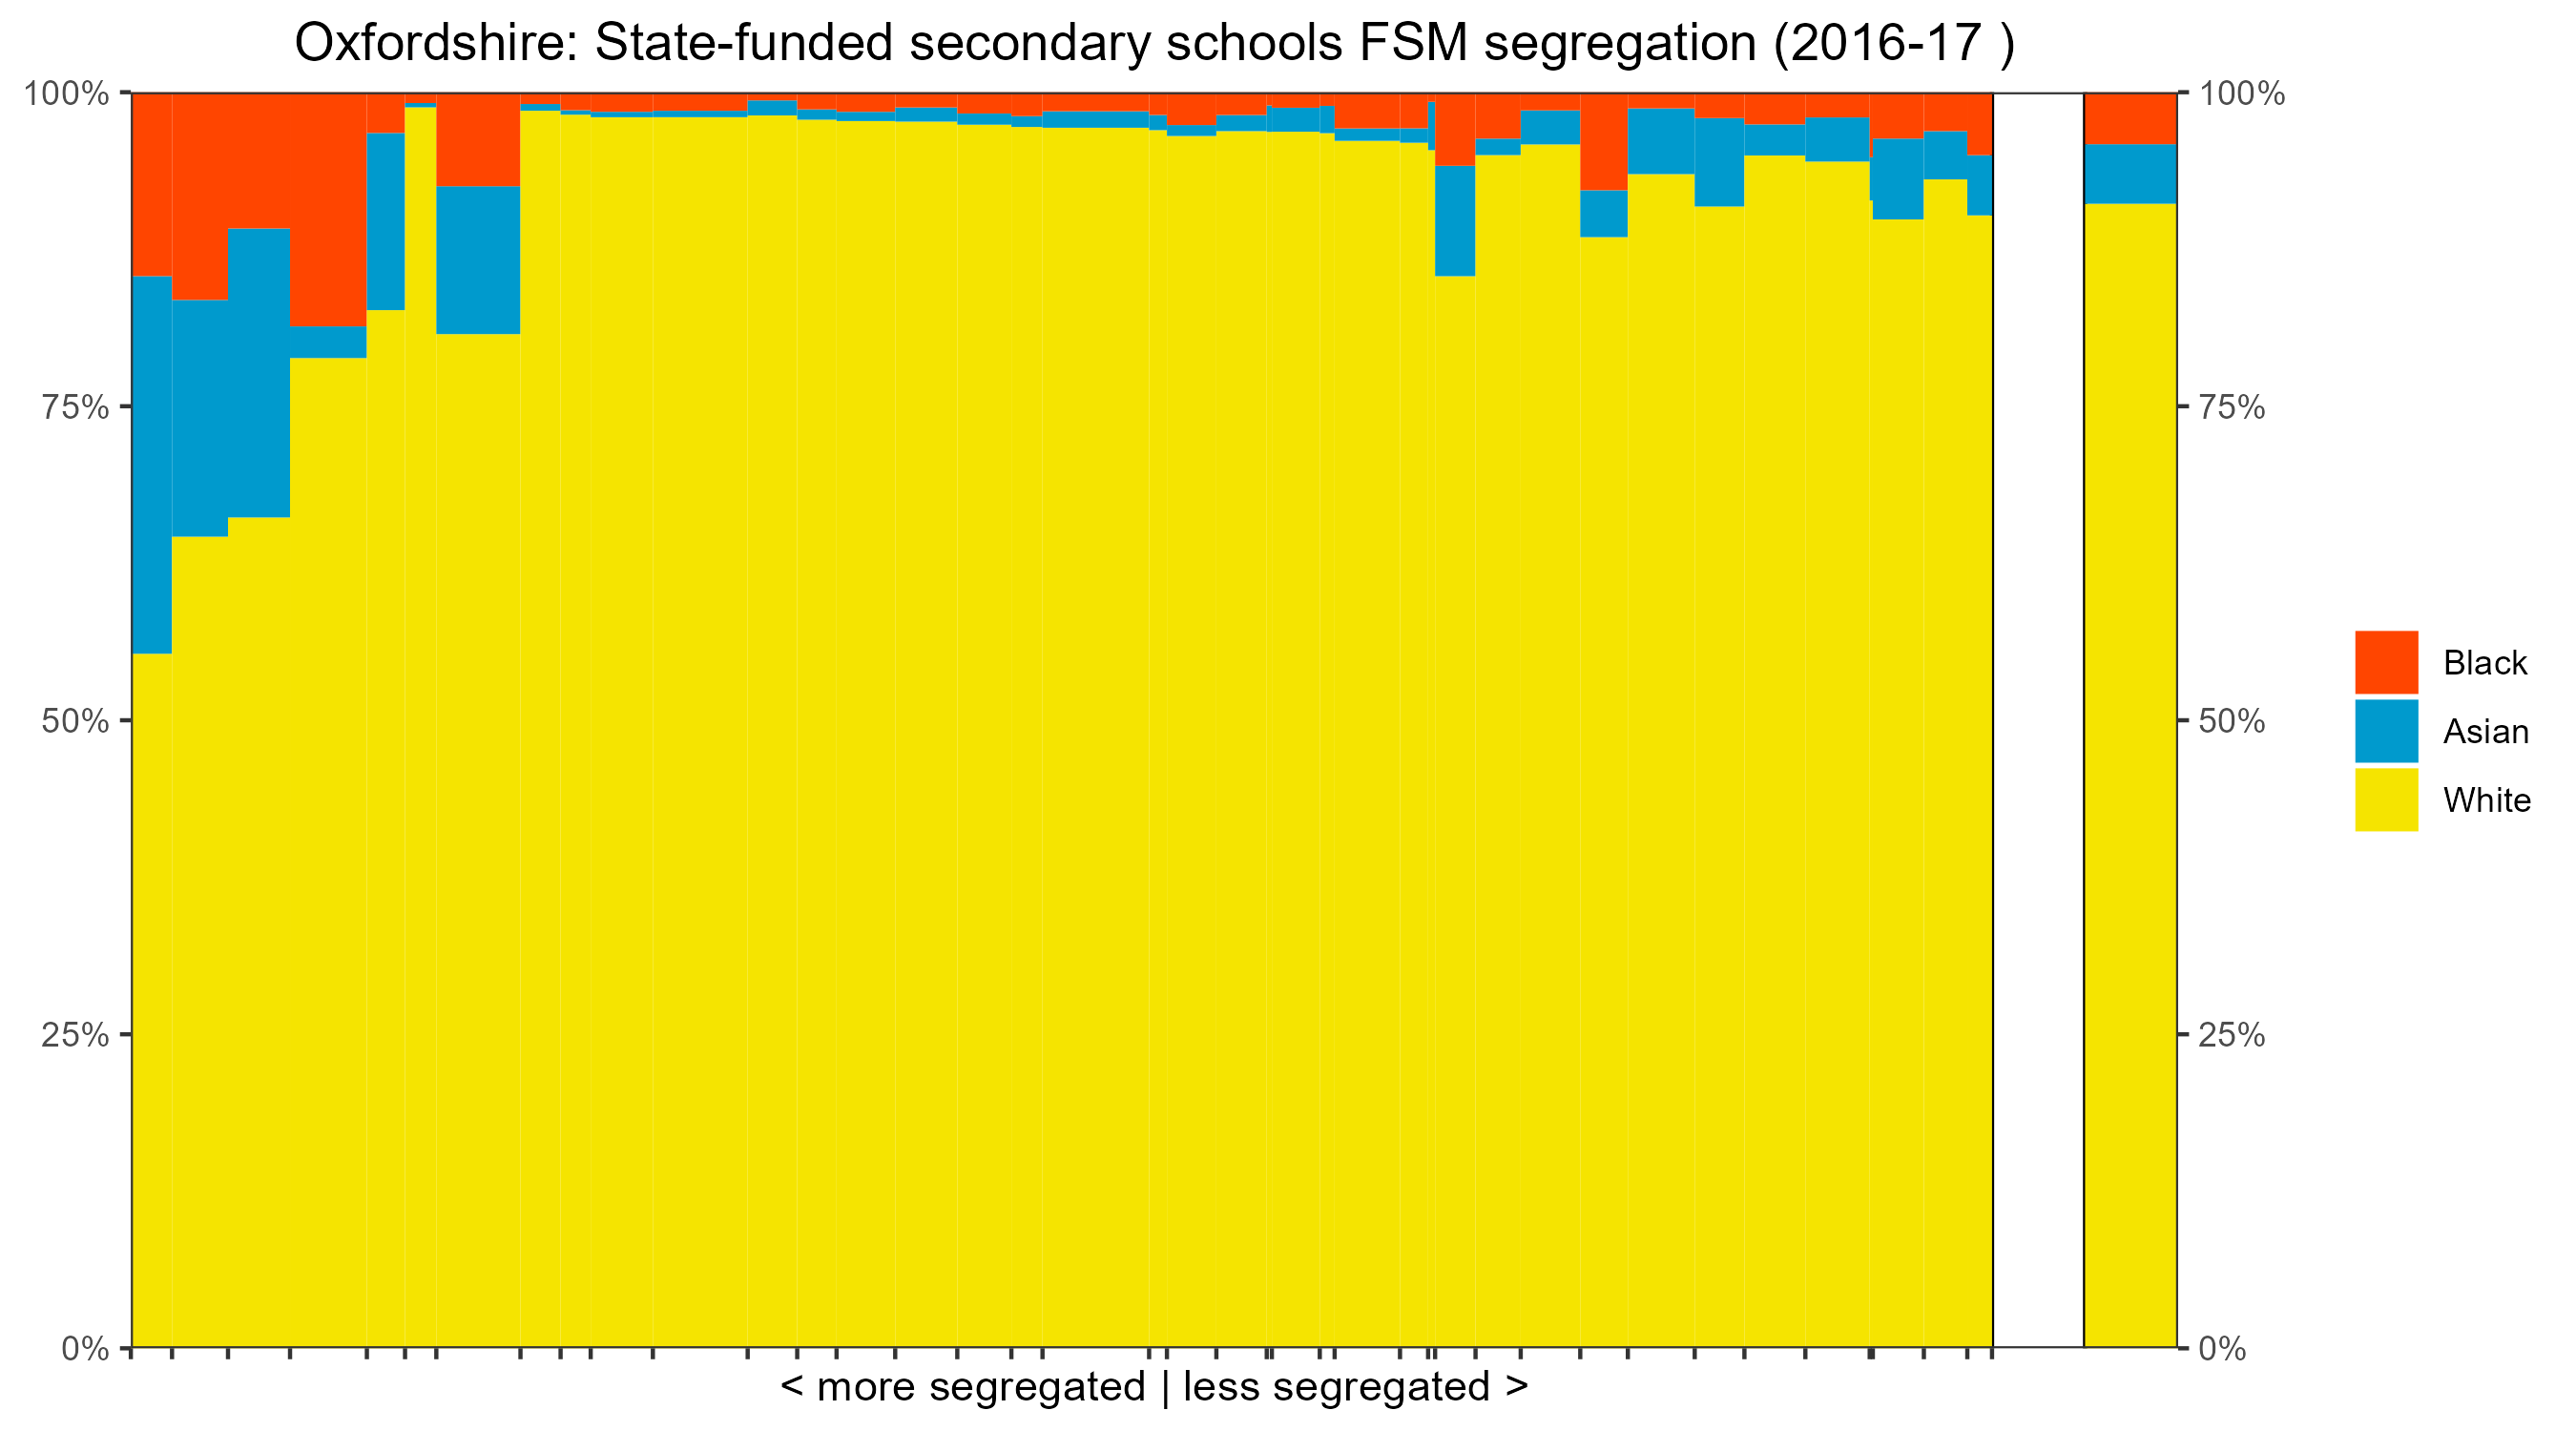 Oxfordshire: State-funded secondary schools FSM segregation (2016-17 )
100%
100%
75%
75%
50%
50%
25%
25%
0%
0%
Black
Asian
White
< more segregated | less segregated >